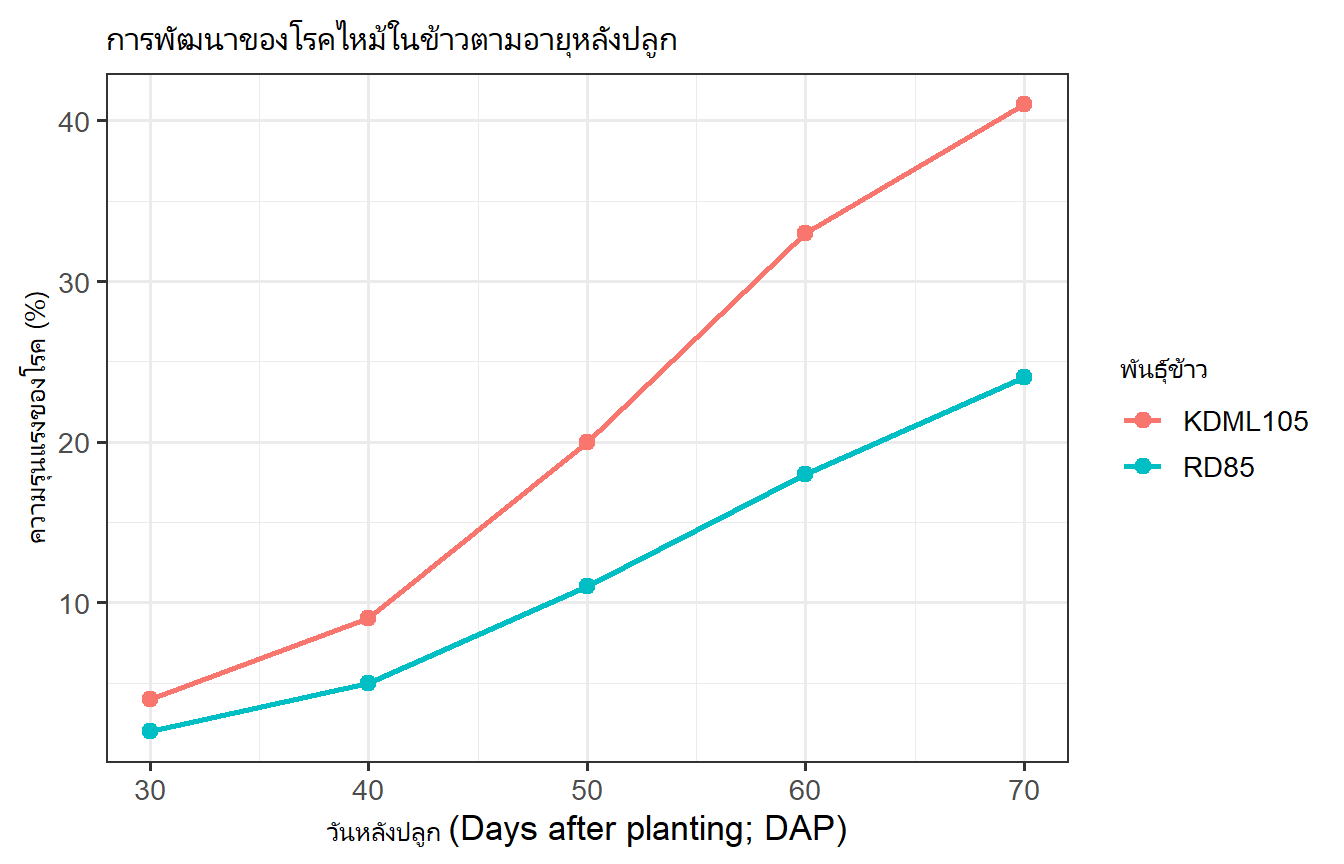 การพัฒนาของโรคไหม้ในข้าวตามอายุหลังปลูก
ความรุนแรงของโรค (%)
40
30
20
10
30 40 50 60 70
วันหลังปลูก (Days after planting; DAP)
พันธุ์ข้าว
KDML105
RD85